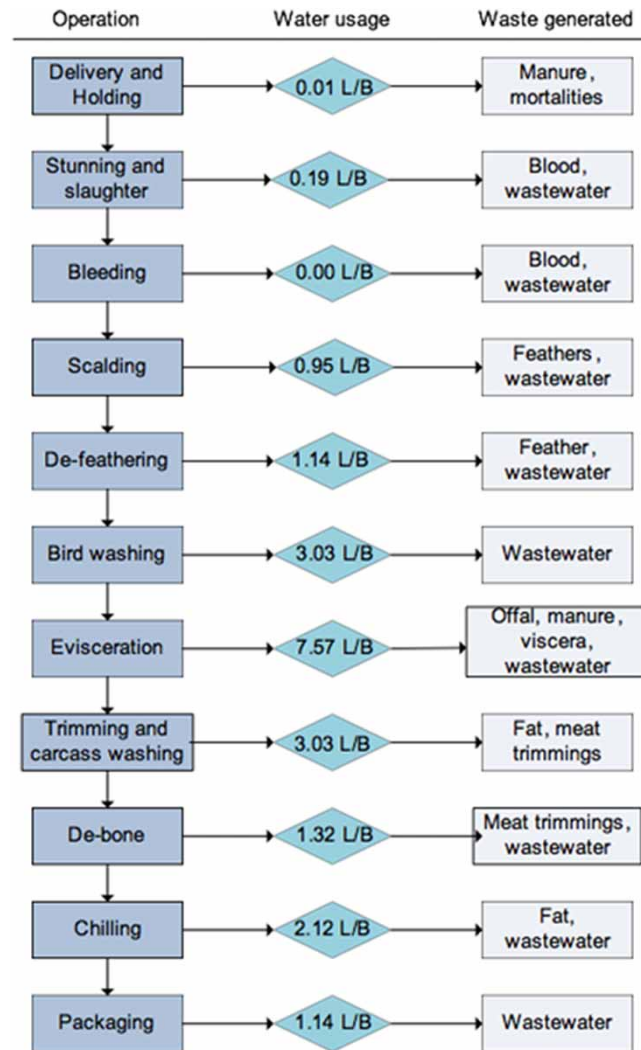 Operation Water usage Waste generated
Delivery and
Holding
0.01 L/B
Manure,
mortalities
Stunning and
slaughter
0.19 L/B
Blood,
wastewater
Bleeding
0.00 L/B
Blood,
wastewater
Scalding
0.95 L/B
Feathers,
wastewater
De-feathering
1.14 L/B
Feather,
wastewater
Bird washing
3.03 L/B
Wastewater
Evisceration
7.57 L/B
Offal, manure,
viscera,
wastewater
Trimming and
carcass washing
3.03 L/B
Fat, meat
trimmings
De-bone
1.32 L/B
Meat trimmings,
wastewater
Chilling
2.12 L/B
Fat,
wastewater
Packaging
1.14 L/B
Wastewater